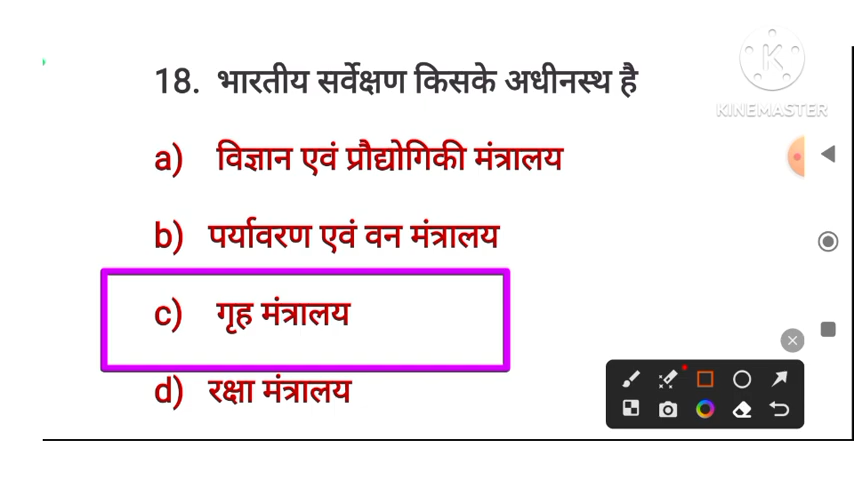 18. भारतीय सर्वेक्षण किसके अधीनस्थ है
KINEMASTER
a) विज्ञान एवं प्रौद्योगिकी मंत्रालय
b) पर्यावरण एवं वन मंत्रालय
c) गृह मंत्रालय
d) रक्षा मंत्रालय